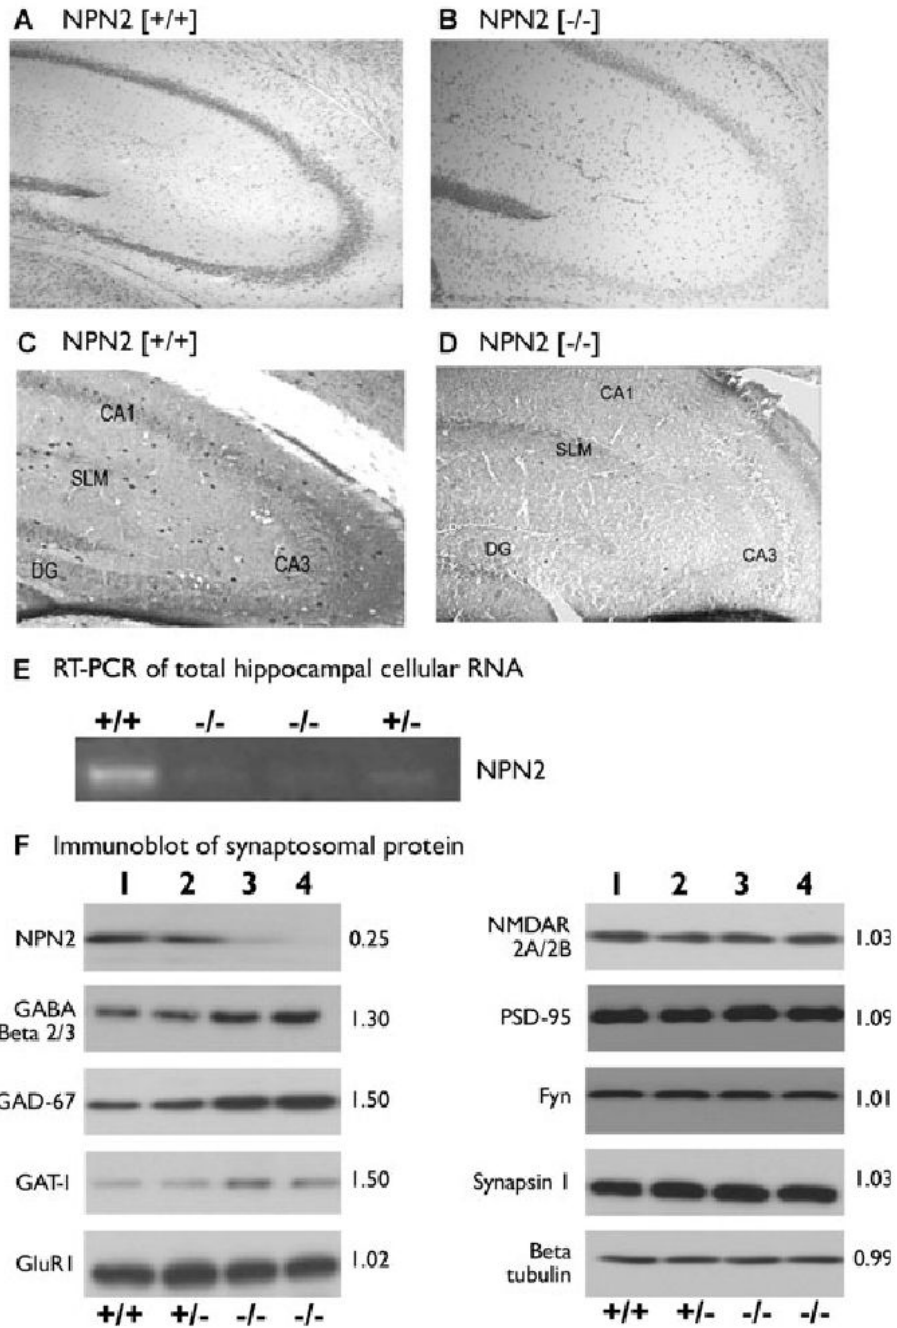 A NPN2 [+/+]
B NPN2 [-/-]
C NPN2 [+/+]
D NPN2 [-/-]
CA1
SLM
DG
CA3
CA1
SLM
DG
CA3
E RT-PCR of total hippocampal cellular RNA
+/+ -/- -/- +/-
NPN2
F Immunoblot of synaptosomal protein
1 2 3 4
NPN2 0.25
GABA
Beta 2/3 1.30
GAD-67 1.50
GAT-1 1.50
GluR1 1.02
+/+ +/- -/- -/-
1 2 3 4
NMDAR
2A/2B 1.03
PSD-95 1.09
Fyn 1.01
Synapsin 1 1.03
Beta
tubulin 0.99
+/+ +/- -/- -/-